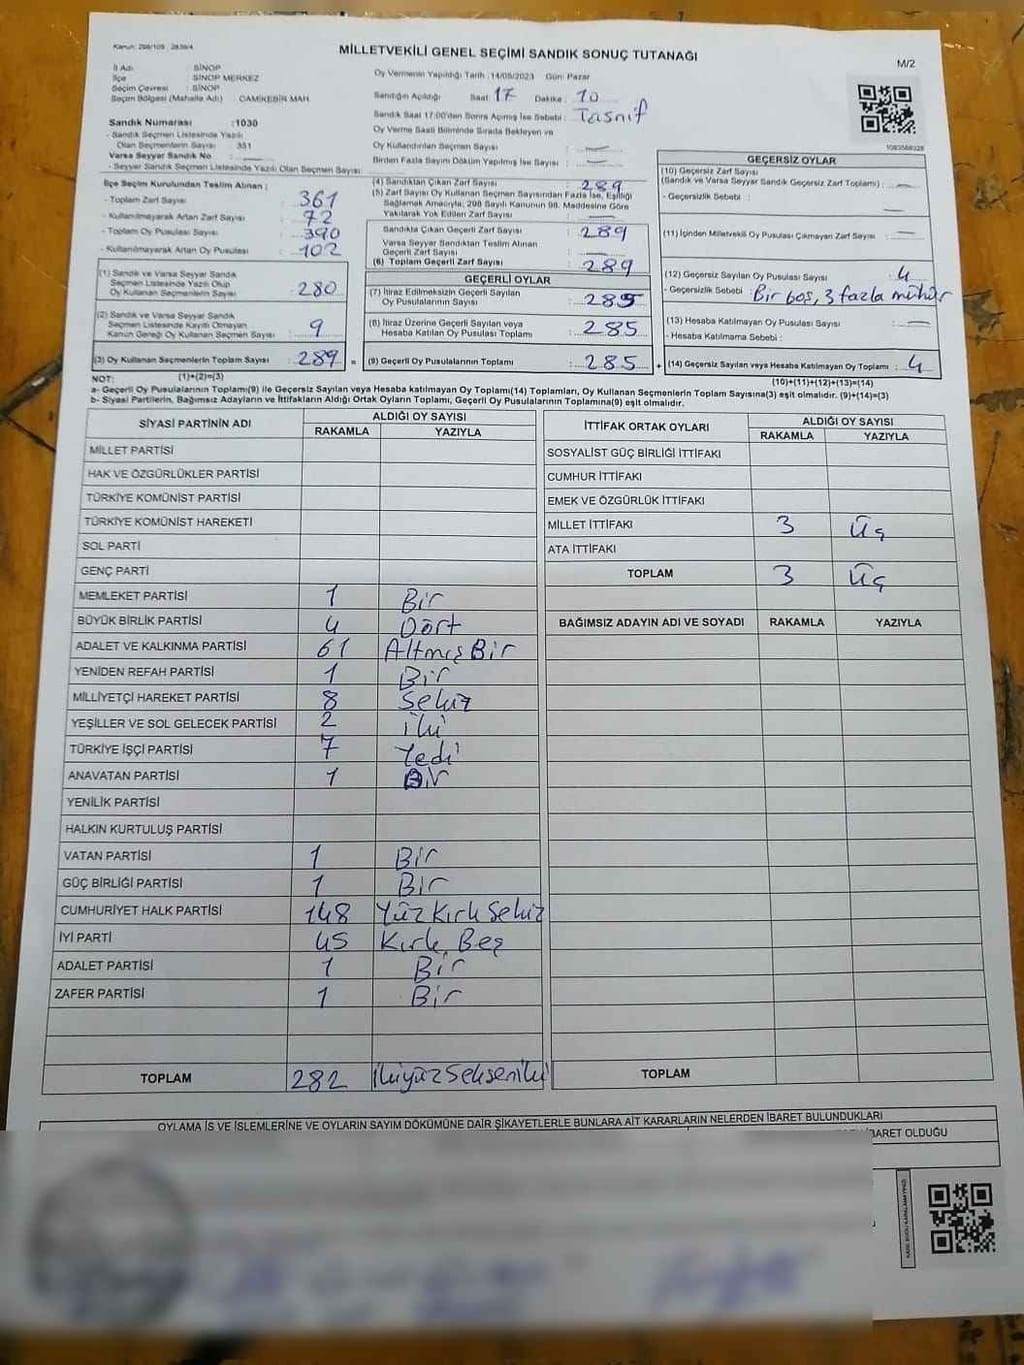 Kanun: 298/105 2839/4
MİLLETVEKİLİ GENEL SEÇİMİ SANDIK SONUÇ TUTANAĞI
M/2
İl Adı : SİNOP
İlçe : SİNOP MERKEZ
Seçim Çevresi : SİNOP
Seçim Bölgesi (Mahalle Adı) : CAMİKEBİR MAH.
Sandık Numarası :1030
- Sandık Seçmen Listesinde Yazılı
Olan Seçmenlerin Sayısı : 351
Varsa Seyyar Sandık No :
- Seyyar Sandık Seçmen Listesinde Yazılı Olan Seçmen Sayısı:
Oy Vermenin Yapıldığı Tarih :14/05/2023 Gün: Pazar
Sandığın Açıldığı Saat: 17 Dakika: 10
Sandık Saat 17:00'den Sonra Açılmış İse Sebebi : Tasnif
Oy Verme Saati Bitiminde Sırada Bekleyen ve
Oy Kullandırılan Seçmen Sayısı : —
Birden Fazla Sayım Döküm Yapılmış İse Sayısı : —
1083588328
İlçe Seçim Kurulundan Teslim Alınan ;
- Toplam Zarf Sayısı : 361
- Kullanılmayarak Artan Zarf Sayısı : 72
- Toplam Oy Pusulası Sayısı : 390
- Kullanılmayarak Artan Oy Pusulası : 102
(1) Sandık ve Varsa Seyyar Sandık
Seçmen Listesinde Yazılı Olup
Oy Kullanan Seçmenlerin Sayısı : 280
(2) Sandık ve Varsa Seyyar Sandık
Seçmen Listesinde Kayıtlı Olmayan
Kanun Gereği Oy Kullanan Seçmen Sayısı : 9
(3) Oy Kullanan Seçmenlerin Toplam Sayısı : 289
(1)+(2)=(3)
(4) Sandıktan Çıkan Zarf Sayısı : 289
(5) Zarf Sayısı Oy Kullanan Seçmen Sayısından Fazla İse, Eşitliği
Sağlamak Amacıyla, 298 Sayılı Kanunun 98. Maddesine Göre
Yakılarak Yok Edilen Zarf Sayısı : —
Sandıkta Çıkan Geçerli Zarf Sayısı : 289
Varsa Seyyar Sandıktan Teslim Alınan
Geçerli Zarf Sayısı : —
(6) Toplam Geçerli Zarf Sayısı : 289
GEÇERLİ OYLAR
(7) İtiraz Edilmeksizin Geçerli Sayılan
Oy Pusulalarının Sayısı : 285
(8) İtiraz Üzerine Geçerli Sayılan veya
Hesaba Katılan Oy Pusulası Toplam : 285
(9) Geçerli Oy Pusulalarının Toplamı : 285
GEÇERSİZ OYLAR
(10) Geçersiz Zarf Sayısı
(Sandık ve Varsa Seyyar Sandık Geçersiz Zarf Toplamı) : —
- Geçersizlik Sebebi :
(11) İçinden Milletvekili Oy Pusulası Çıkmayan Zarf Sayısı : —
(12) Geçersiz Sayılan Oy Pusulası Sayısı : 4
- Geçersizlik Sebebi : Bir boş, 3 fazla mühür
(13) Hesaba Katılmayan Oy Pusulası Sayısı : —
- Hesaba Katılmama Sebebi :
(14) Geçersiz Sayılan veya Hesaba Katılmayan Oy Toplamı : 4
(10)+(11)+(12)+(13)=(14)
NOT:
a- Geçerli Oy Pusulalarının Toplamı(9) ile Geçersiz Sayılan veya Hesaba katılmayan Oy Toplamı(14) Toplamları, Oy Kullanan Seçmenlerin Toplam Sayısına(3) eşit olmalıdır. (9)+(14)=(3)
b- Siyasi Partilerin, Bağımsız Adayların ve İttifakların Aldığı Ortak Oyların Toplamı, Geçerli Oy Pusulalarının Toplamına(9) eşit olmalıdır.
SİYASİ PARTİNİN ADI ALDIĞI OY SAYISI
RAKAMLA YAZIYLA
MİLLET PARTİSİ
HAK VE ÖZGÜRLÜKLER PARTİSİ
TÜRKİYE KOMÜNİST PARTİSİ
TÜRKİYE KOMÜNİST HAREKETİ
SOL PARTİ
GENÇ PARTİ
MEMLEKET PARTİSİ 1 Bir
BÜYÜK BİRLİK PARTİSİ 4 Dört
ADALET VE KALKINMA PARTİSİ 61 Altmış Bir
YENİDEN REFAH PARTİSİ 1 Bir
MİLLİYETÇİ HAREKET PARTİSİ 8 Sekiz
YEŞİLLER VE SOL GELECEK PARTİSİ 2 İki
TÜRKİYE İŞÇİ PARTİSİ 7 Yedi
ANAVATAN PARTİSİ 1 Bir
YENİLİK PARTİSİ
HALKIN KURTULUŞ PARTİSİ
VATAN PARTİSİ 1 Bir
GÜÇ BİRLİĞİ PARTİSİ 1 Bir
CUMHURİYET HALK PARTİSİ 148 Yüz Kırk Sekiz
İYİ PARTİ 45 Kırk Beş
ADALET PARTİSİ 1 Bir
ZAFER PARTİSİ 1 Bir
TOPLAM 282 İkiyüz Seksen iki
İTTİFAK ORTAK OYLARI ALDIĞI OY SAYISI
RAKAMLA YAZIYLA
SOSYALİST GÜÇ BİRLİĞİ İTTİFAKI
CUMHUR İTTİFAKI
EMEK VE ÖZGÜRLÜK İTTİFAKI
MİLLET İTTİFAKI 3 Üç
ATA İTTİFAKI
TOPLAM 3 Üç
BAĞIMSIZ ADAYIN ADI VE SOYADI RAKAMLA YAZIYLA
TOPLAM
OYLAMA İŞ VE İŞLEMLERİNE VE OYLARIN SAYIM DÖKÜMÜNE DAİR ŞİKAYETLERLE BUNLARA AİT KARARLARIN NELERDEN İBARET BULUNDUKLARI
İBARET OLDUĞU